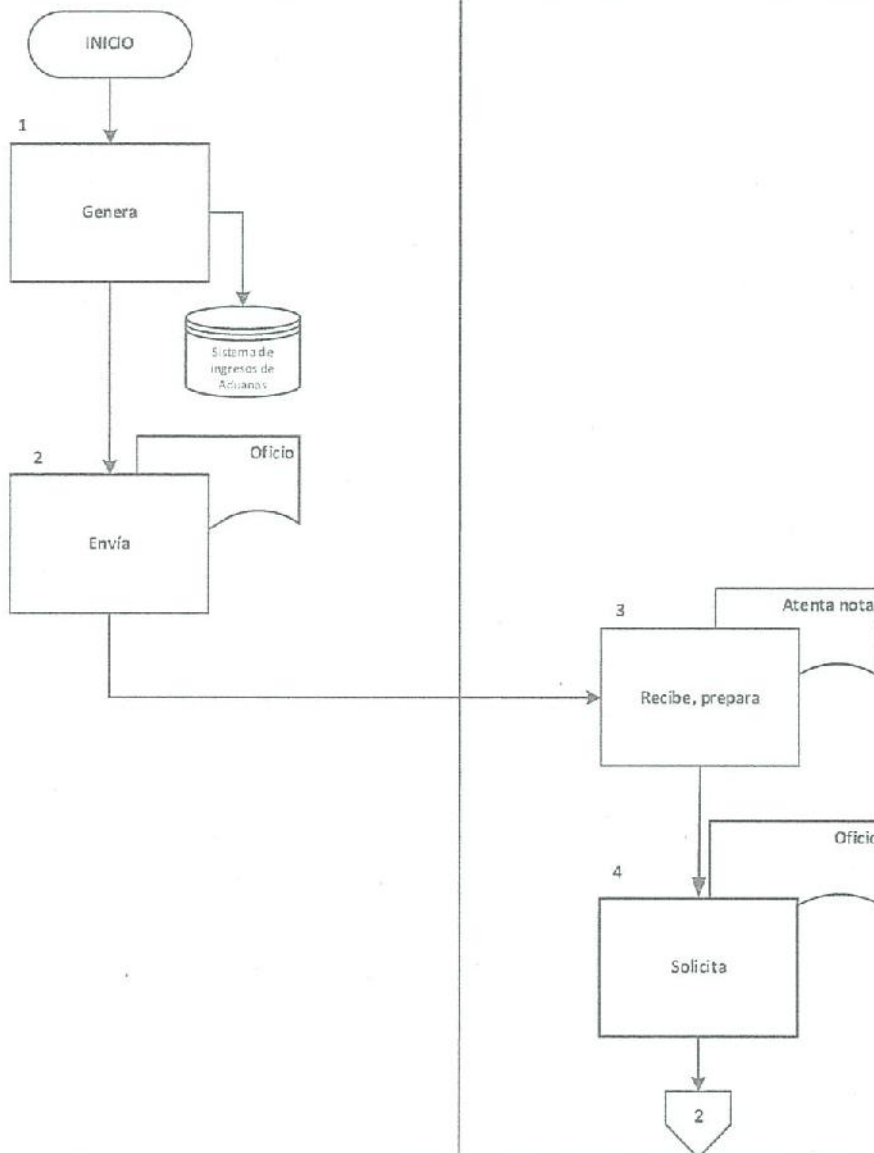 INICIO
1
Genera
Sistema de
ingresos de
Aduanas
2
Oficio
Envía
3
Atenta nota
Recibe, prepara
4
Oficio
Solicita
2